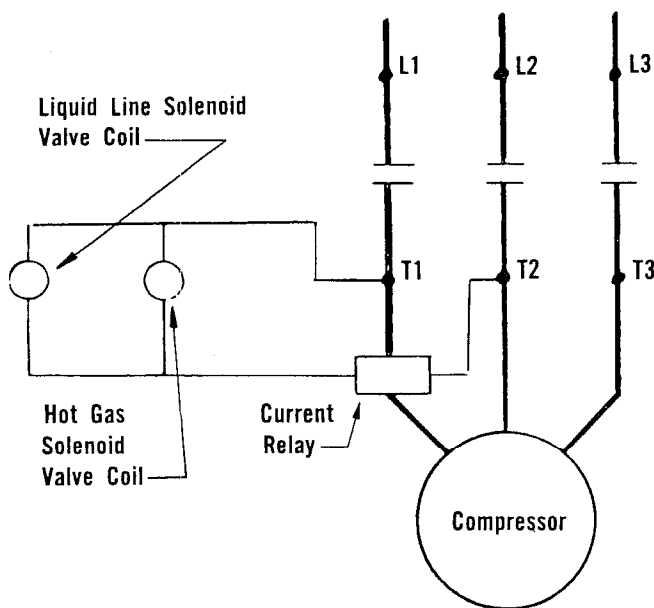 L1
L2
L3
Liquid Line Solenoid
Valve Coil
T1
T2
T3
Hot Gas
Solenoid
Valve Coil
Current
Relay
Compressor